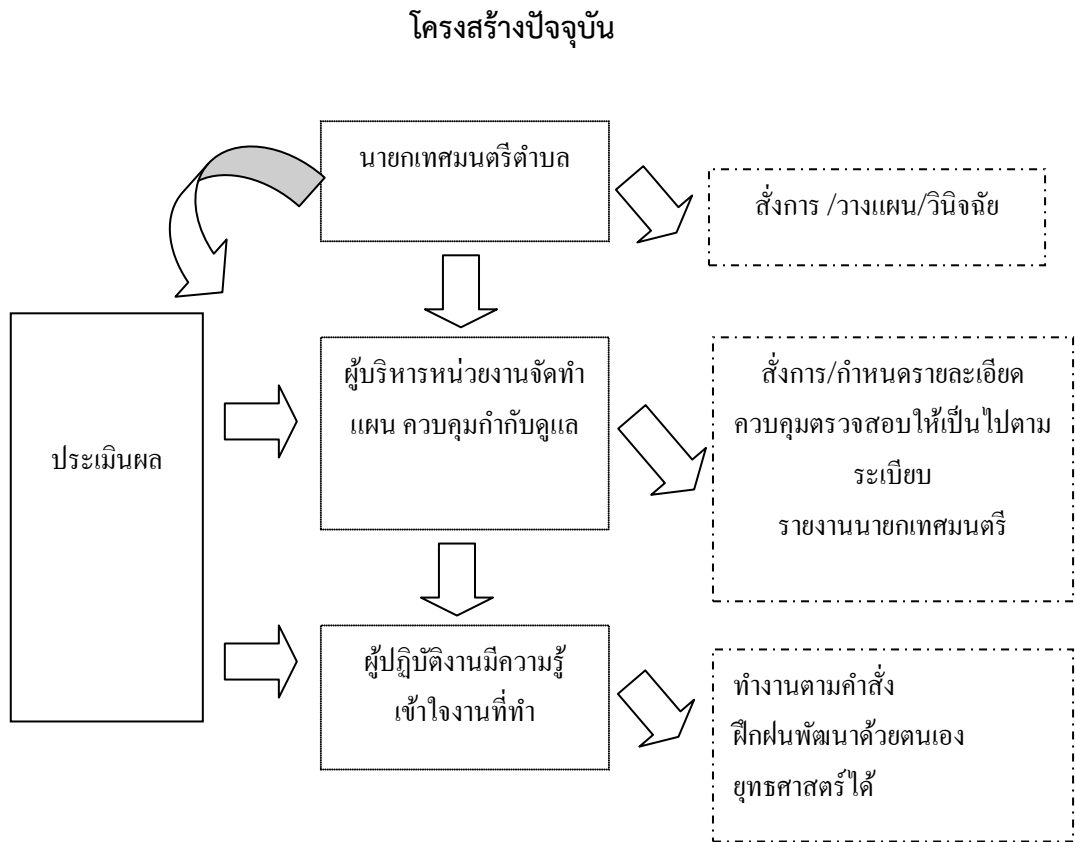 โครงสร้างปัจจุบัน
นายกเทศมนตรีตำบล
สั่งการ /วางแผน/วินิจฉัย
ประเมินผล
ผู้บริหารหน่วยงานจัดทำ
แผน ควบคุมกำกับดูแล
สั่งการ/กำหนดรายละเอียด
ควบคุมตรวจสอบให้เป็นไปตาม
ระเบียบ
รายงานนายกเทศมนตรี
ผู้ปฏิบัติงานมีความรู้
เข้าใจงานที่ทำ
ทำงานตามคำสั่ง
ฝึกฝนพัฒนาด้วยตนเอง
ยุทธศาสตร์ได้